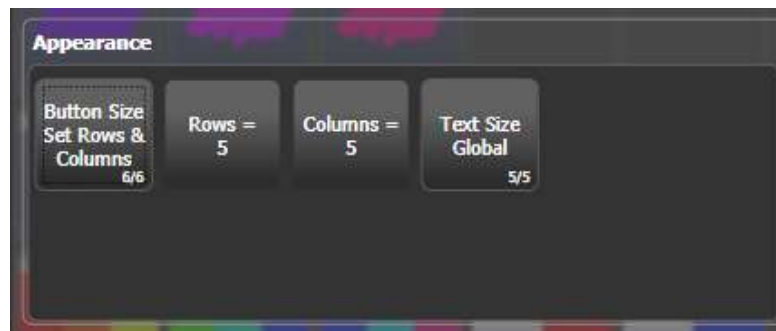 Appearance
Button Size
Set Rows &
Columns
6/6
Rows =
5
Columns =
5
Text Size
Global
5/5